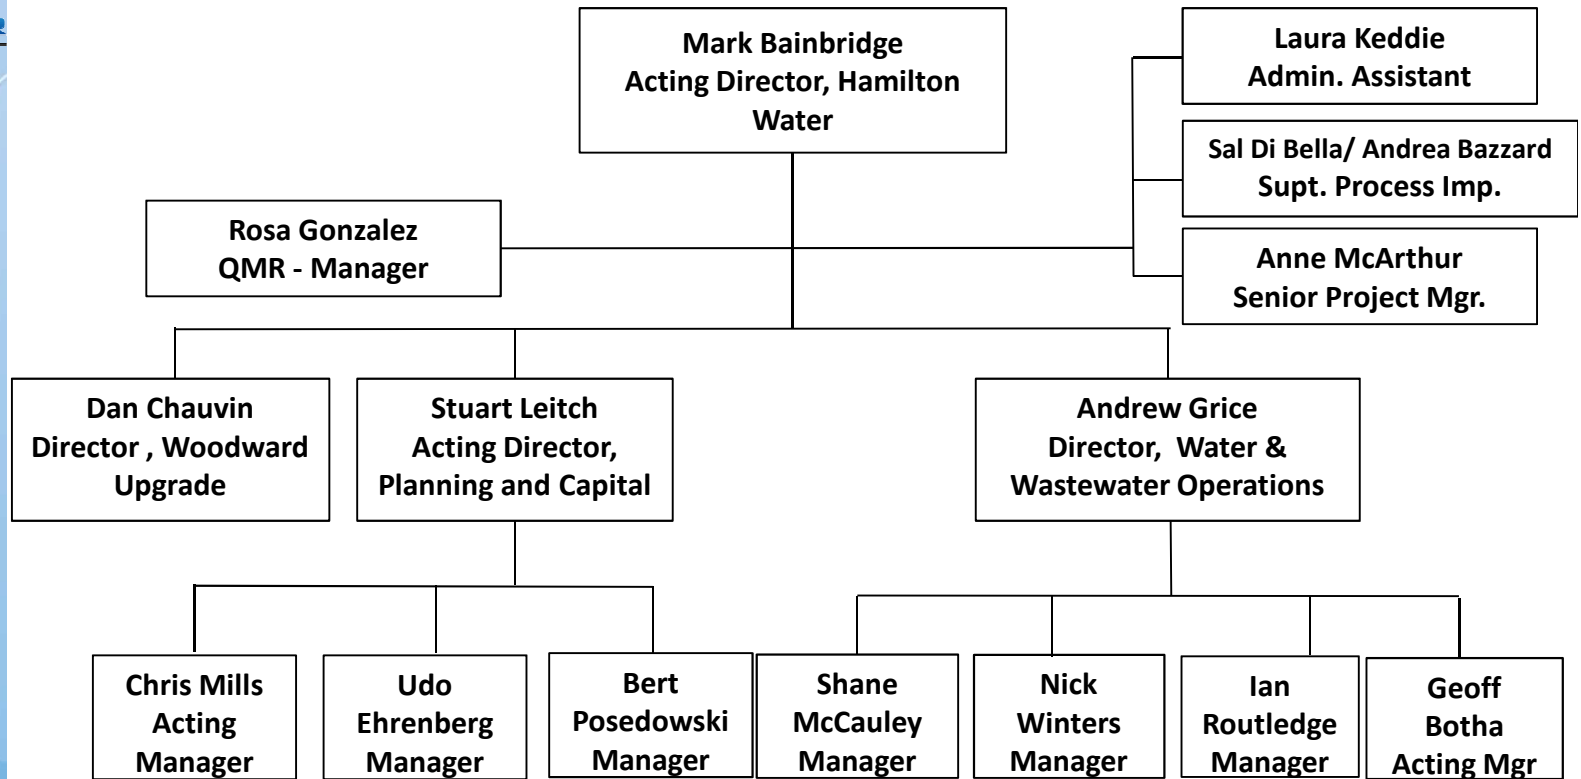 Mark Bainbridge
Acting Director, Hamilton
Water
Laura Keddie
Admin. Assistant
Sal Di Bella/ Andrea Bazzard
Supt. Process Imp.
Rosa Gonzalez
QMR - Manager
Anne McArthur
Senior Project Mgr.
Dan Chauvin
Director , Woodward
Upgrade
Stuart Leitch
Acting Director,
Planning and Capital
Andrew Grice
Director, Water &
Wastewater Operations
Chris Mills
Acting
Manager
Udo
Ehrenberg
Manager
Bert
Posedowski
Manager
Shane
McCauley
Manager
Nick
Winters
Manager
Ian
Routledge
Manager
Geoff
Botha
Acting Mgr